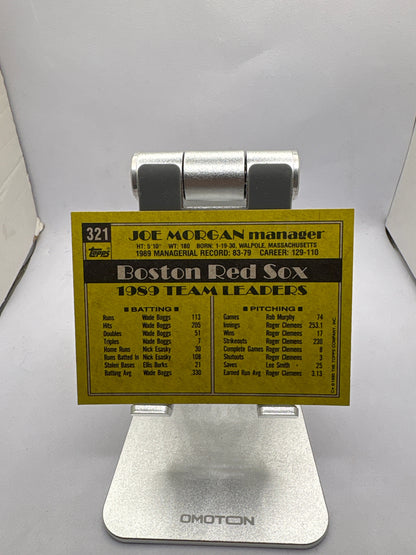 321
Topps
JOE MORGAN manager
HT: 5'10" WT: 180 BORN: 1-19-30, WALPOLE, MASSACHUSETTS
1989 MANAGERIAL RECORD: 83-79 CAREER: 129-110
Boston Red Sox
1989 TEAM LEADERS
■ BATTING ■
Runs Wade Boggs 113
Hits Wade Boggs 205
Doubles Wade Boggs 51
Triples Wade Boggs 7
Home Runs Nick Esasky 30
Runs Batted In Nick Esasky 108
Stolen Bases Ellis Burks 21
Batting Avg Wade Boggs .330
■ PITCHING ■
Games Rob Murphy 74
Innings Roger Clemens 253.1
Wins Roger Clemens 17
Strikeouts Roger Clemens 230
Complete Games Roger Clemens 8
Shutouts Roger Clemens 3
Saves Lee Smith 25
Earned Run Avg Roger Clemens 3.13
THE TOPPS COMPANY, INC.
OMOTON